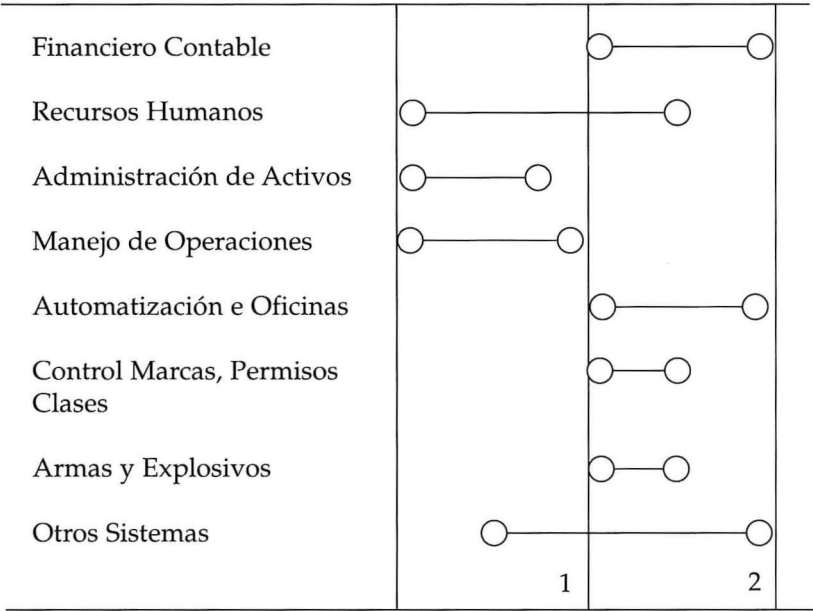 Financiero Contable
Recursos Humanos
Administración de Activos
Manejo de Operaciones
Automatización e Oficinas
Control Marcas, Permisos
Clases
Armas y Explosivos
Otros Sistemas
1 2